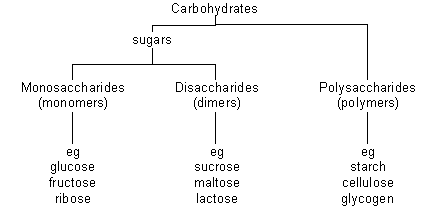 Carbohydrates
sugars
Monosaccharides
(monomers)
Disaccharides
(dimers)
Polysaccharides
(polymers)
eg
glucose
fructose
ribose
eg
sucrose
maltose
lactose
eg
starch
cellulose
glycogen